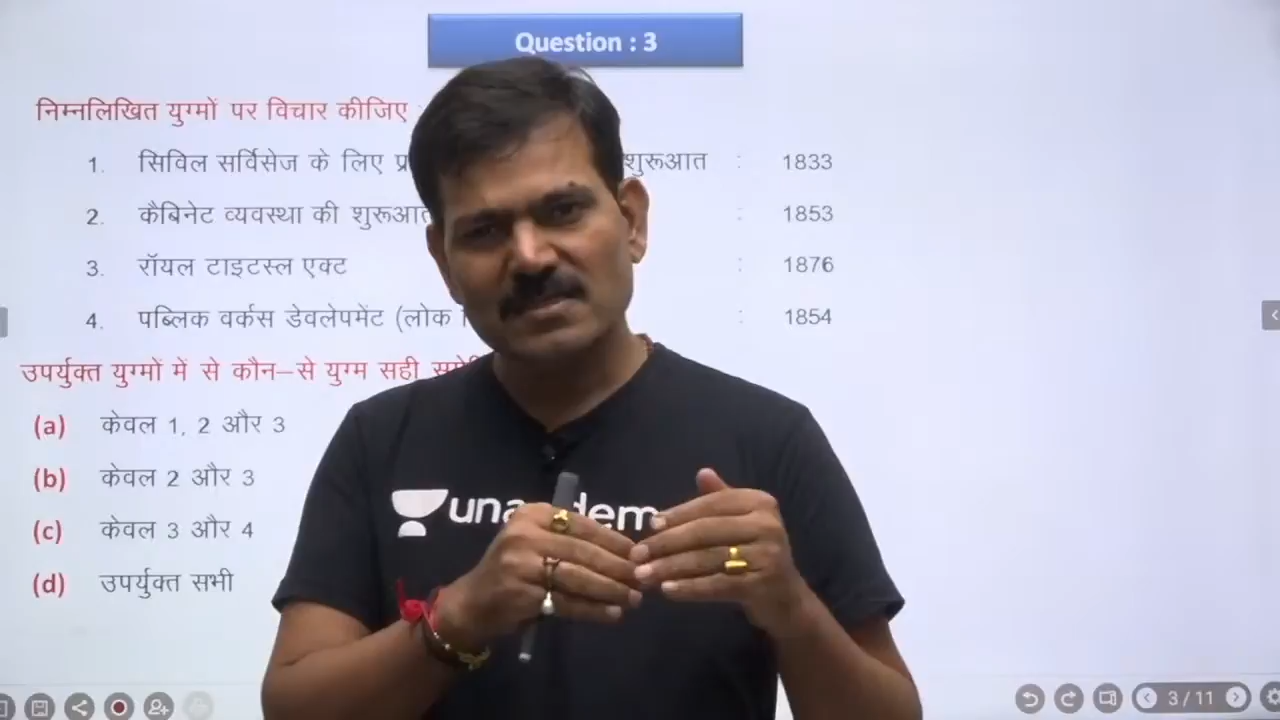 Question : 3
निम्नलिखित युग्मों पर विचार कीजिए :
1. सिविल सर्विसेज के लिए शुरूआत : 1833
2. कैबिनेट व्यवस्था की शुरूआत : 1853
3. रॉयल टाइटस्ल एक्ट : 1876
4. पब्लिक वर्कस डेवलेपमेंट (लोक : 1854
उपर्युक्त युग्मों में से कौन–से युग्म सही
(a) केवल 1, 2 और 3
(b) केवल 2 और 3
(c) केवल 3 और 4
(d) उपर्युक्त सभी
3 / 11